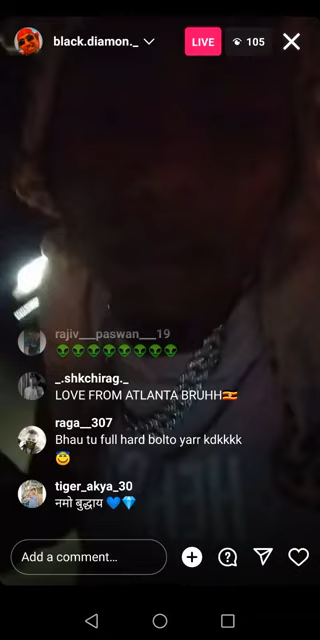 black.diamon._
LIVE
105
rajiv___paswan___19
👽👽👽👽👽👽👽👽👽
_.shkchirag._
LOVE FROM ATLANTA BRUHH🇺🇬
raga__307
Bhau tu full hard bolto yarr kdkkkk
😇
tiger_akya_30
नमो बुद्धाय 💙💎
Add a comment...